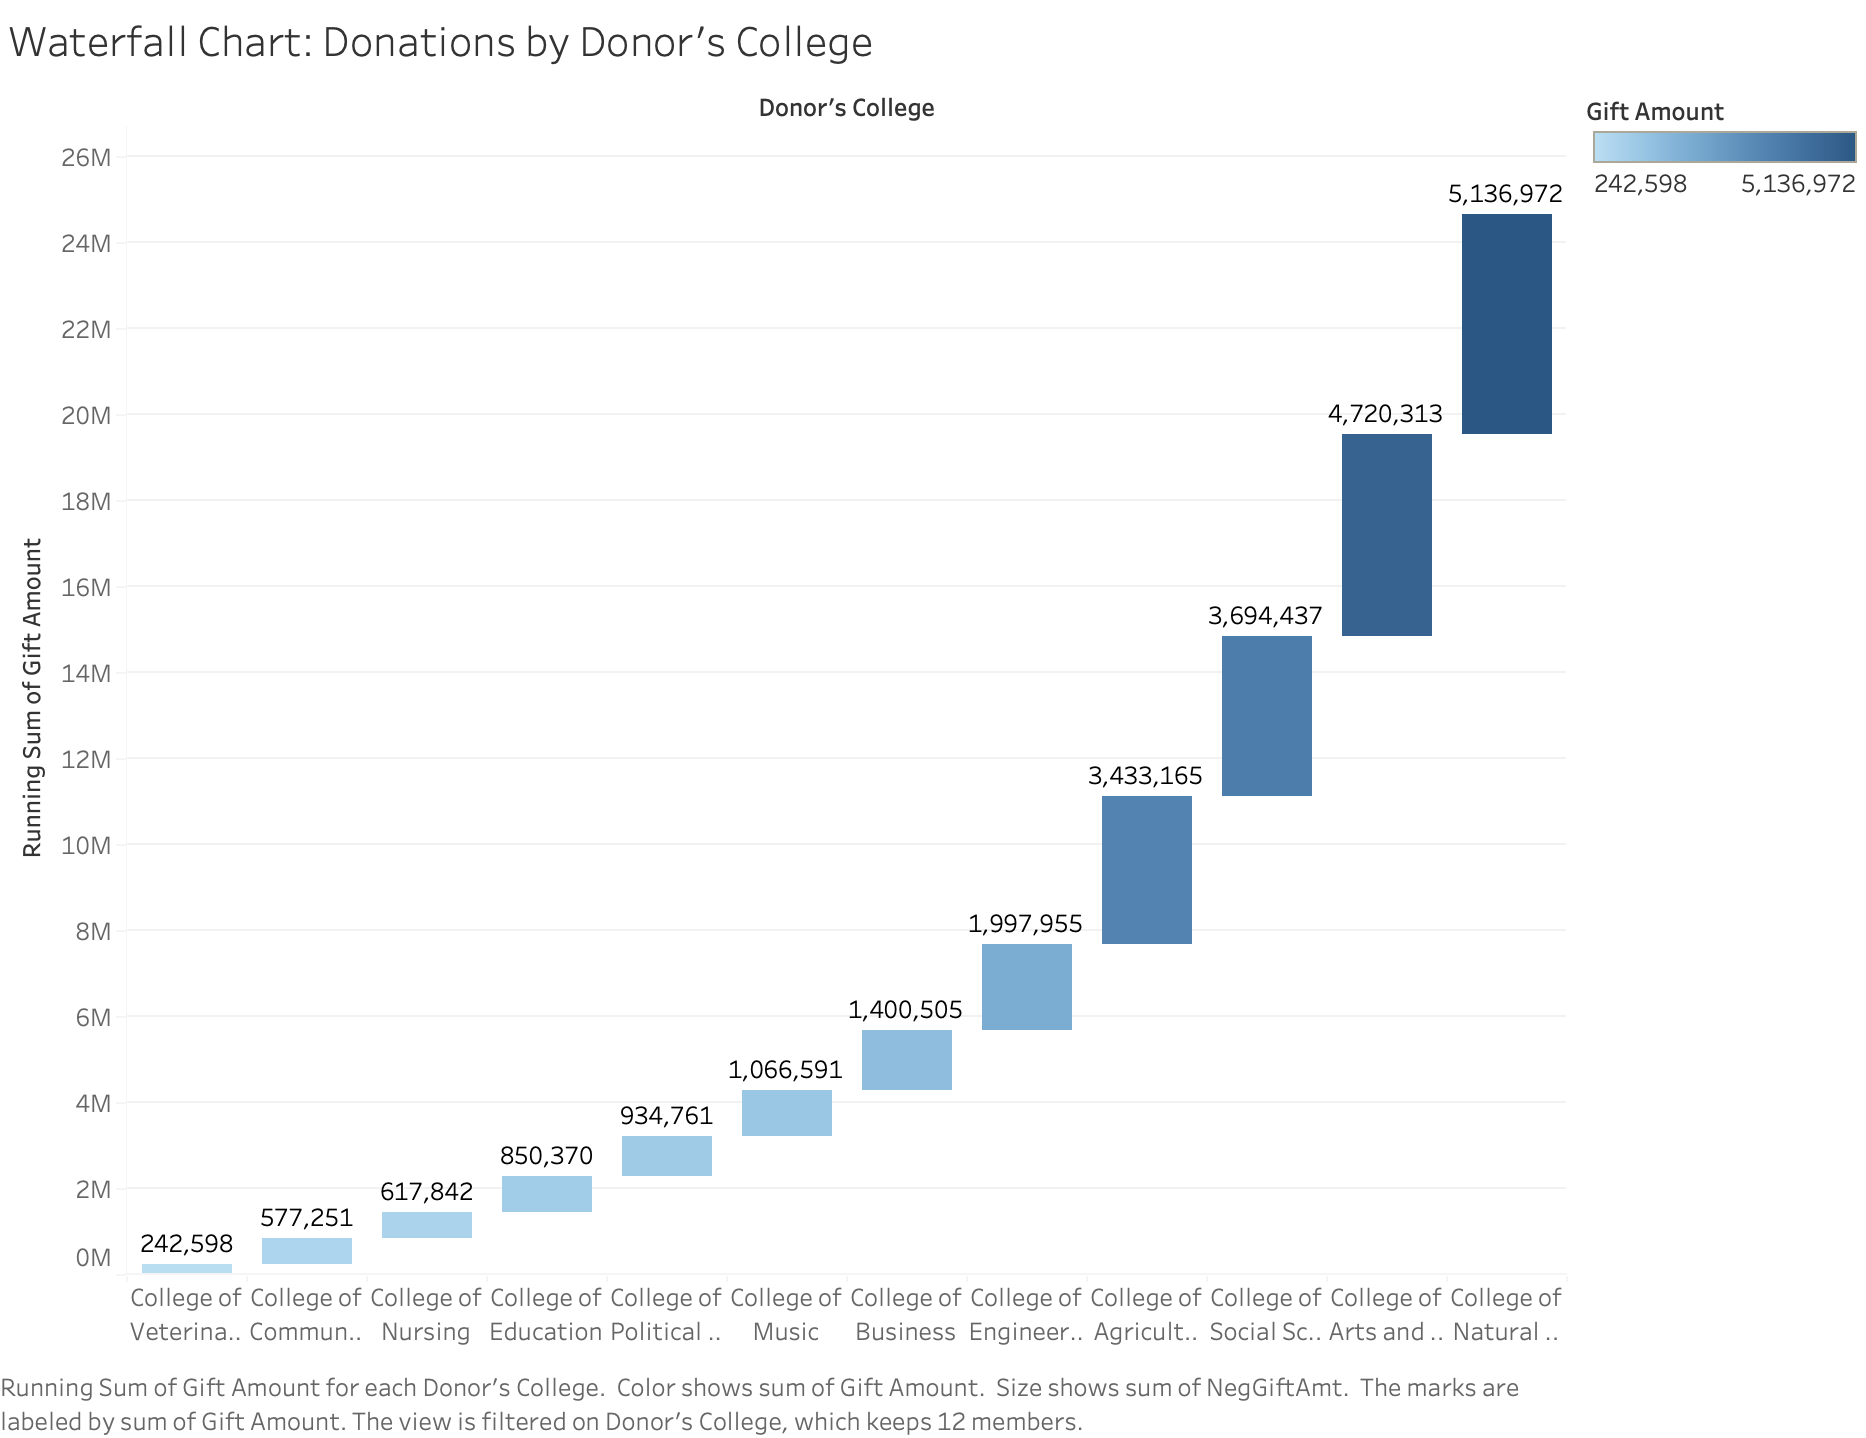 Waterfall Chart: Donations by Donor's College
Donor's College
Gift Amount
242,598 5,136,972
Running Sum of Gift Amount
26M
24M
22M
20M
18M
16M
14M
12M
10M
8M
6M
4M
2M
0M
5,136,972
4,720,313
3,694,437
3,433,165
1,997,955
1,400,505
1,066,591
934,761
850,370
617,842
577,251
242,598
College of Veterina..
College of Commun..
College of Nursing
College of Education
College of Political ..
College of Music
College of Business
College of Engineer..
College of Agricult..
College of Social Sc..
College of Arts and ..
College of Natural ..
Running Sum of Gift Amount for each Donor's College.  Color shows sum of Gift Amount.  Size shows sum of NegGiftAmt.  The marks are
labeled by sum of Gift Amount. The view is filtered on Donor's College, which keeps 12 members.